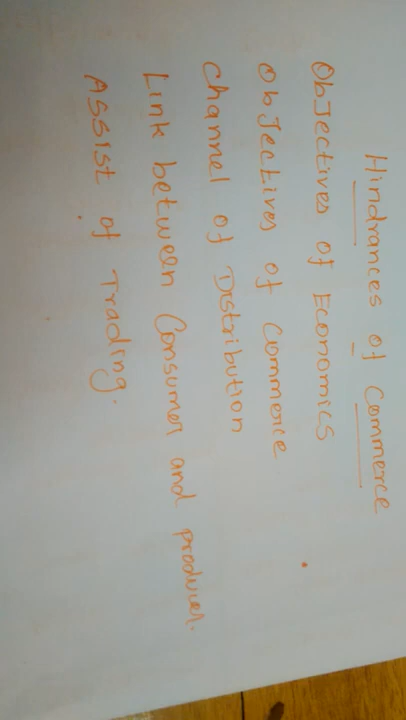 Hindrances of Commerce
Objectives of Economics
Objectives of Commerce
Channel of Distribution
Link between Consumer and producer.
Assist of Trading.